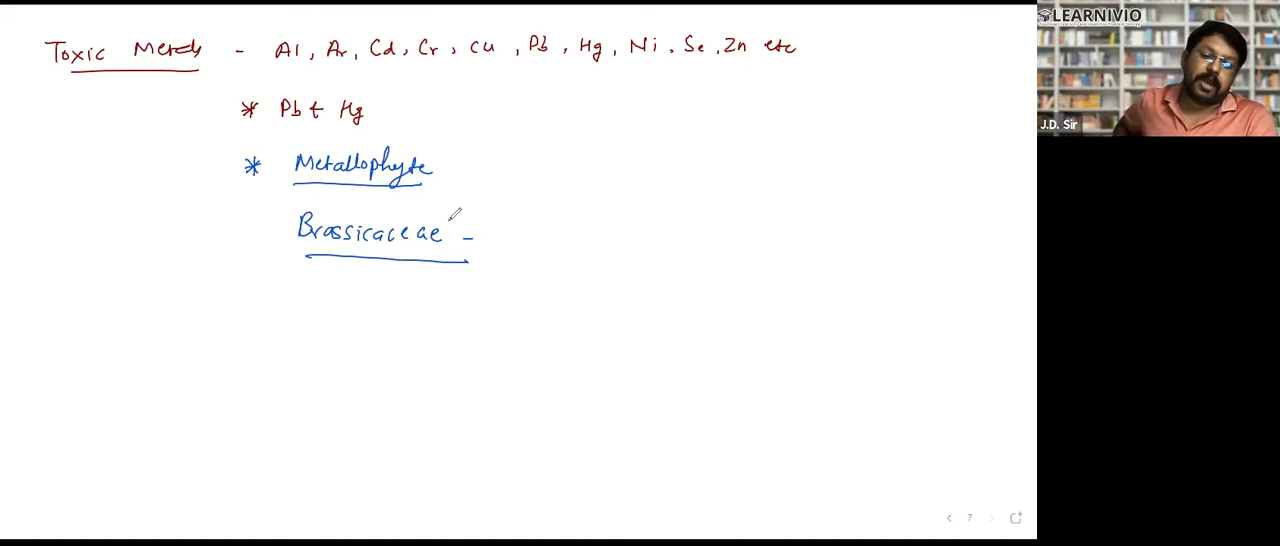 Toxic Metals - Al, Ar, Cd, Cr, Cu, Pb, Hg, Ni, Se, Zn etc
* Pb & Hg
* Metallophyte
Brassicaceae -
LEARNIVIO
J.D. Sir
7